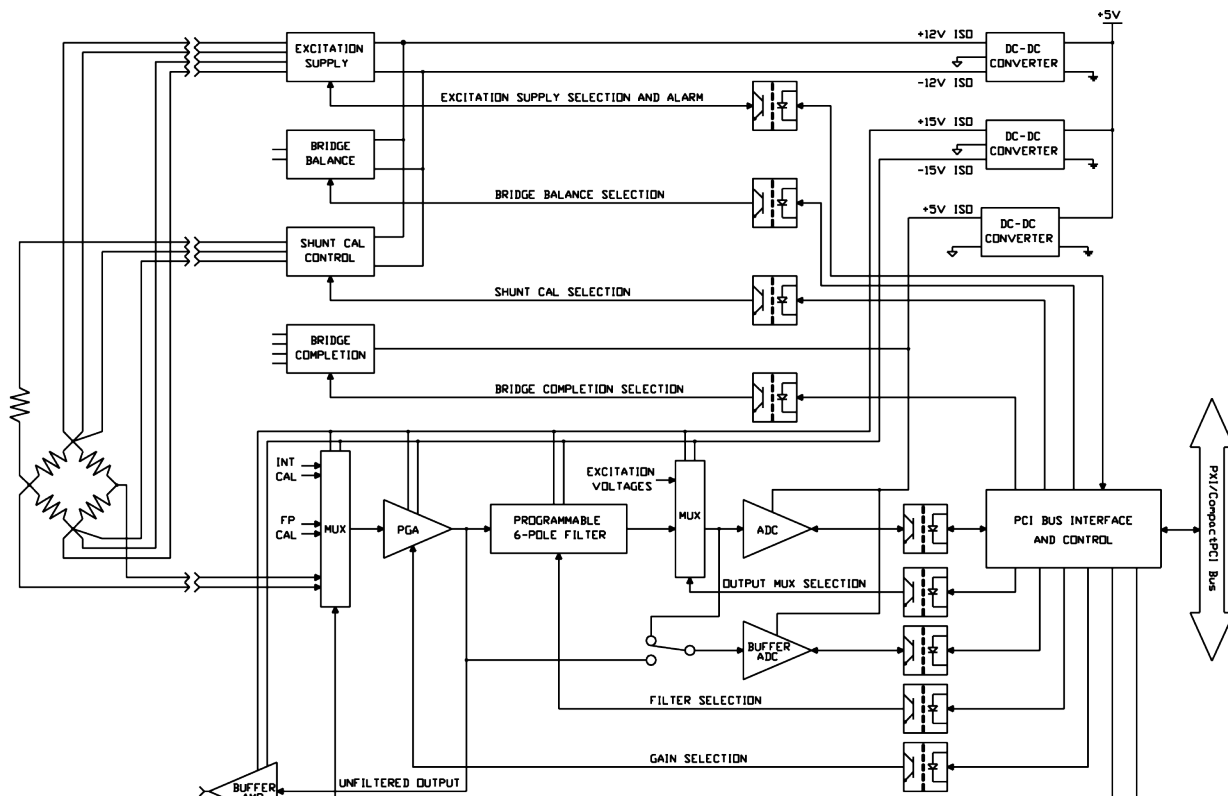 +5V
EXCITATION
SUPPLY
+12V ISO
DC-DC
CONVERTER
-12V ISO
EXCITATION SUPPLY SELECTION AND ALARM
BRIDGE
BALANCE
+15V ISO
DC-DC
CONVERTER
-15V ISO
BRIDGE BALANCE SELECTION
+5V ISO
DC-DC
CONVERTER
SHUNT CAL
CONTROL
SHUNT CAL SELECTION
BRIDGE
COMPLETION
BRIDGE COMPLETION SELECTION
INT
CAL
FP
CAL
MUX
PGA
PROGRAMMABLE
6-POLE FILTER
EXCITATION
VOLTAGES
MUX
ADC
PCI BUS INTERFACE
AND CONTROL
PXI/CompactPCI Bus
OUTPUT MUX SELECTION
BUFFER
ADC
FILTER SELECTION
GAIN SELECTION
UNFILTERED OUTPUT
BUFFER